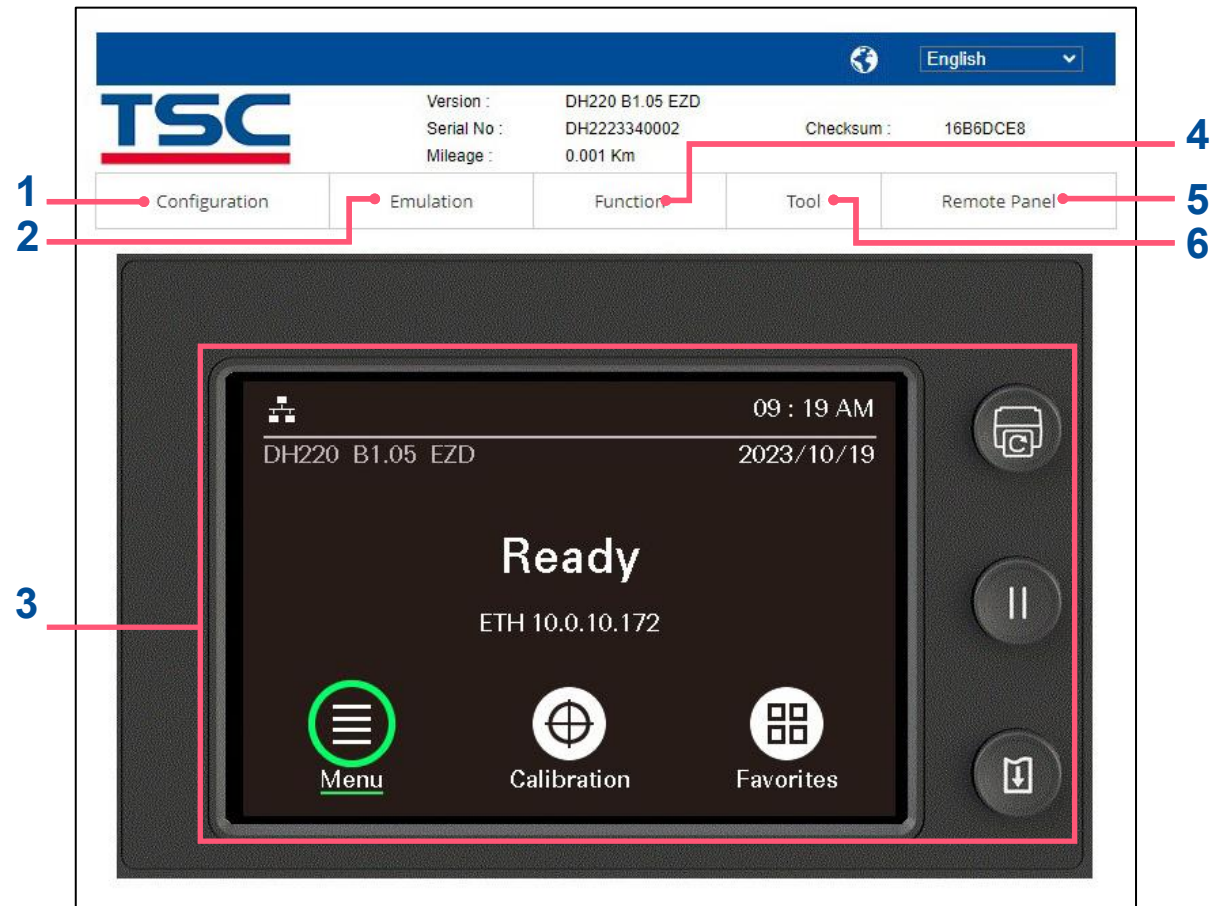 English
TSC
Version : DH220 B1.05 EZD
Serial No : DH2223340002 Checksum : 16B6DCE8
Mileage : 0.001 Km
4
1
Configuration Emulation Function Tool Remote Panel
5
2
6
09 : 19 AM
DH220 B1.05 EZD 2023/10/19
Ready
3
ETH 10.0.10.172
Menu Calibration Favorites